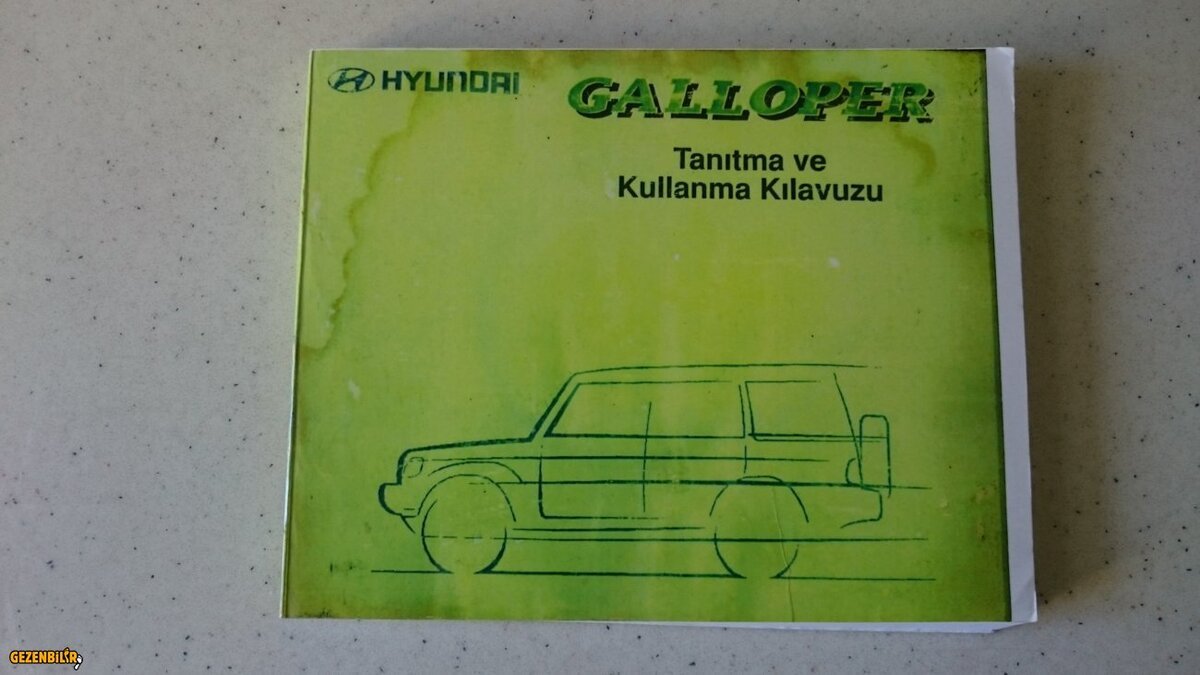 HYUNDAI
GALLOPER
Tanıtma ve
Kullanma Kılavuzu
GEZENBİLİR